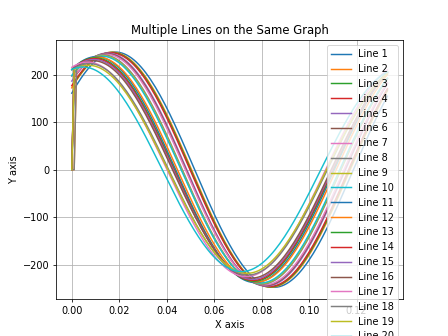 Multiple Lines on the Same Graph
Y axis
200
100
0
−100
−200
0.00
0.02
0.04
0.06
0.08
0.10
X axis
Line 1
Line 2
Line 3
Line 4
Line 5
Line 6
Line 7
Line 8
Line 9
Line 10
Line 11
Line 12
Line 13
Line 14
Line 15
Line 16
Line 17
Line 18
Line 19
Line 20